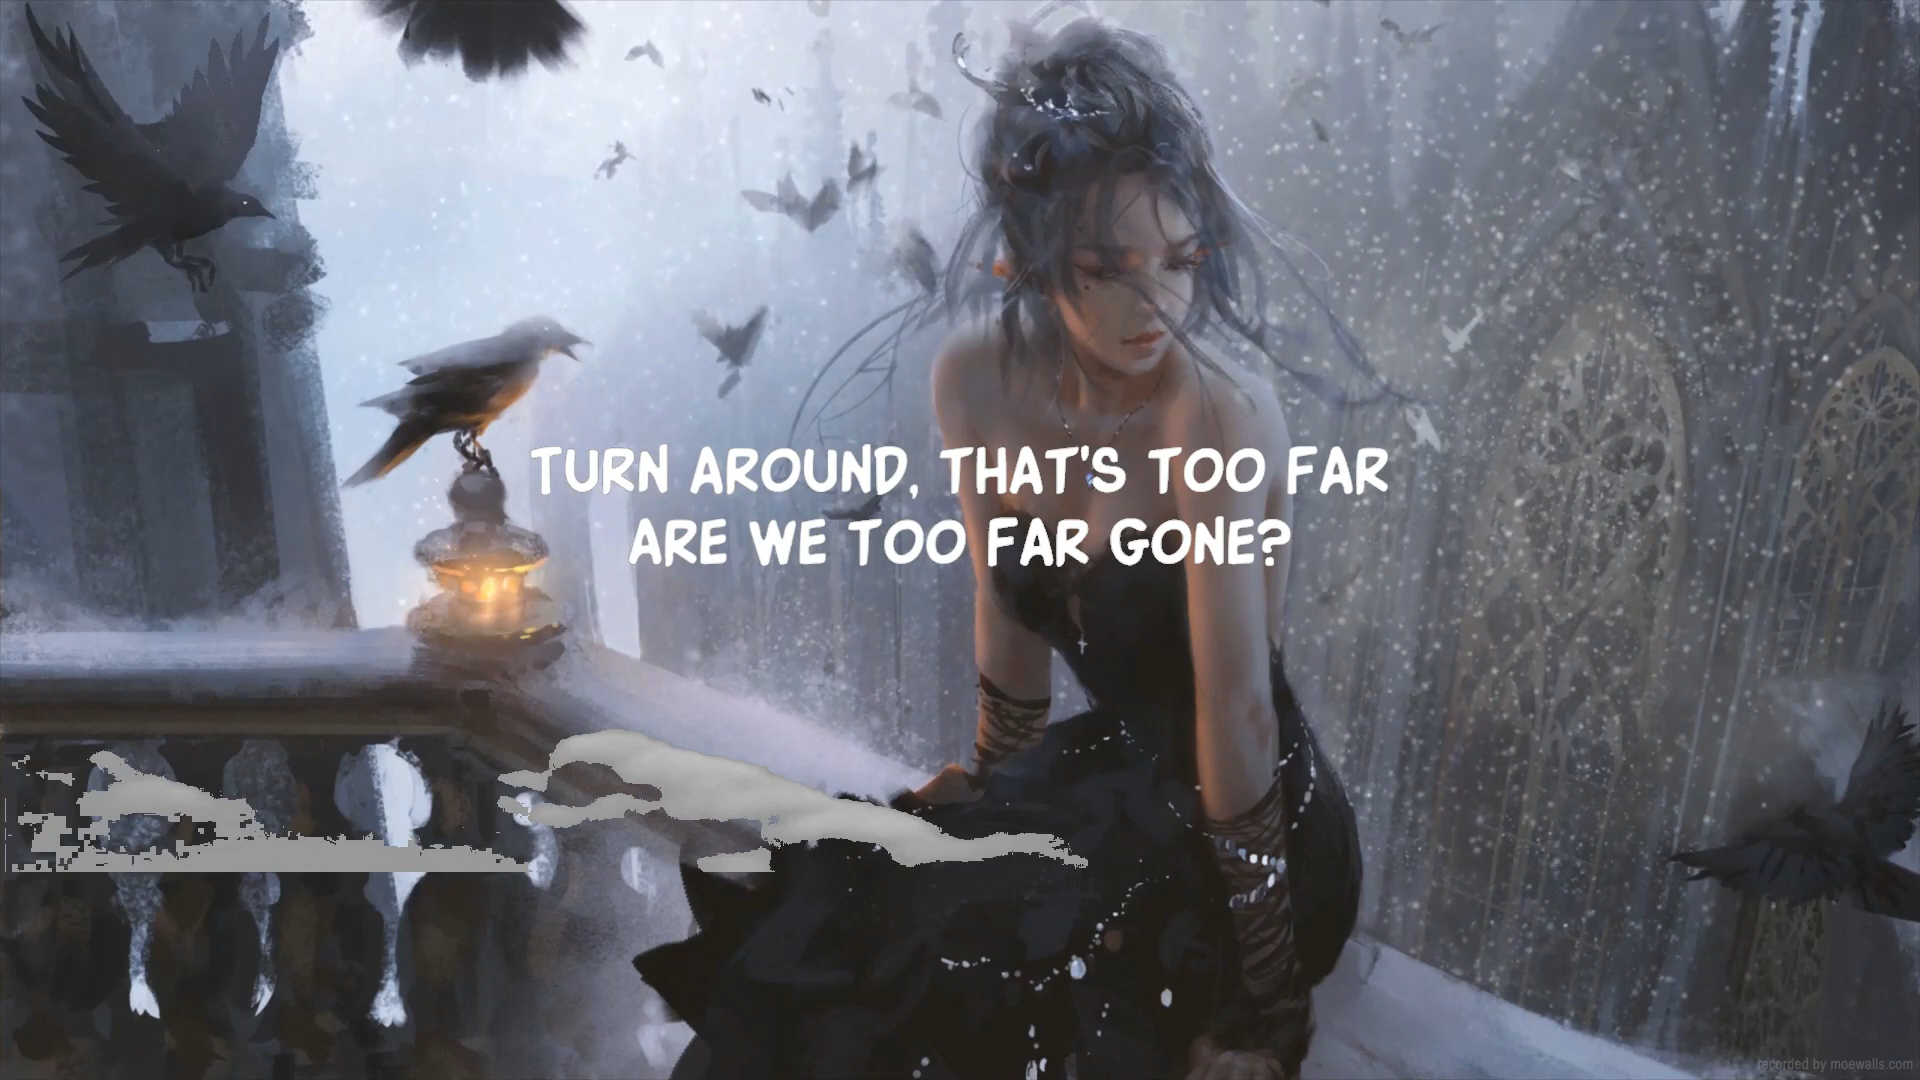 TURN AROUND, THAT'S TOO FAR
ARE WE TOO FAR GONE?
recorded by moewalls.com